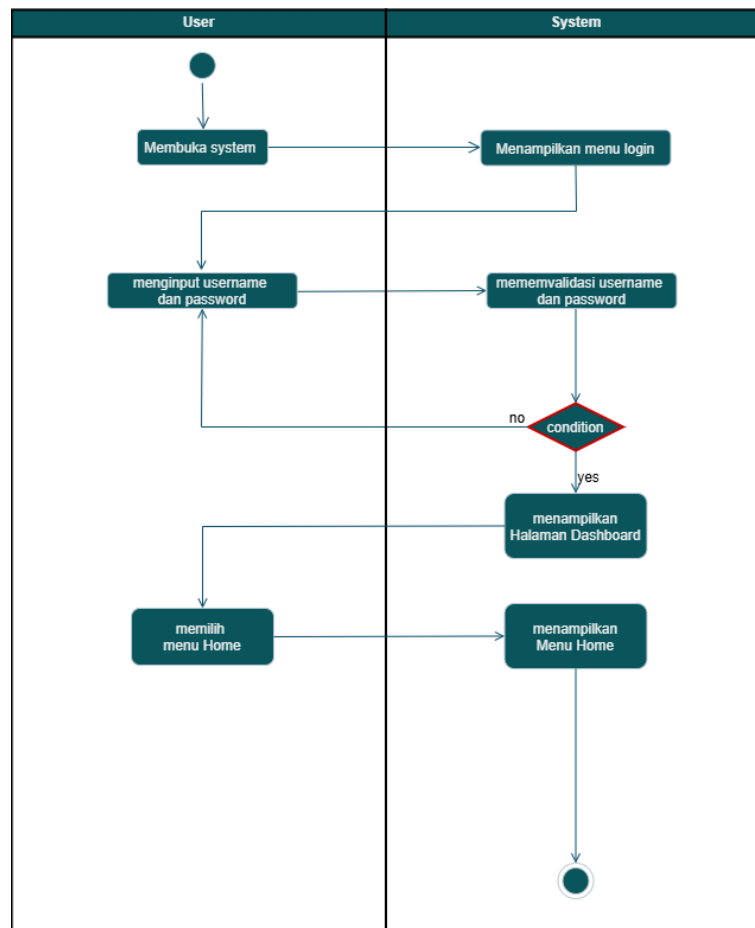 User
System
Membuka system
Menampilkan menu login
menginput username
dan password
mememvalidasi username
dan password
no
condition
yes
menampilkan
Halaman Dashboard
memilih
menu Home
menampilkan
Menu Home